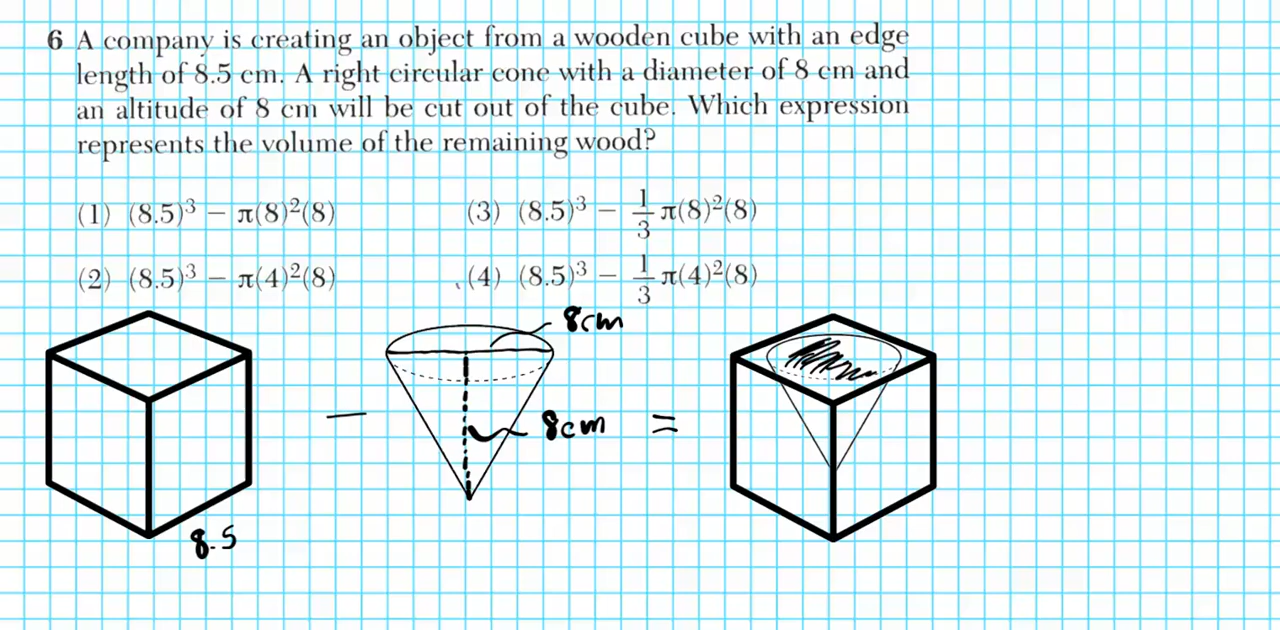 6 A company is creating an object from a wooden cube with an edge
length of 8.5 cm. A right circular cone with a diameter of 8 cm and
an altitude of 8 cm will be cut out of the cube. Which expression
represents the volume of the remaining wood?
(1) (8.5)³ − π(8)²(8)
(3) (8.5)³ − 1/3 π(8)²(8)
(2) (8.5)³ − π(4)²(8)
(4) (8.5)³ − 1/3 π(4)²(8)
8cm
− 8cm =
8.5